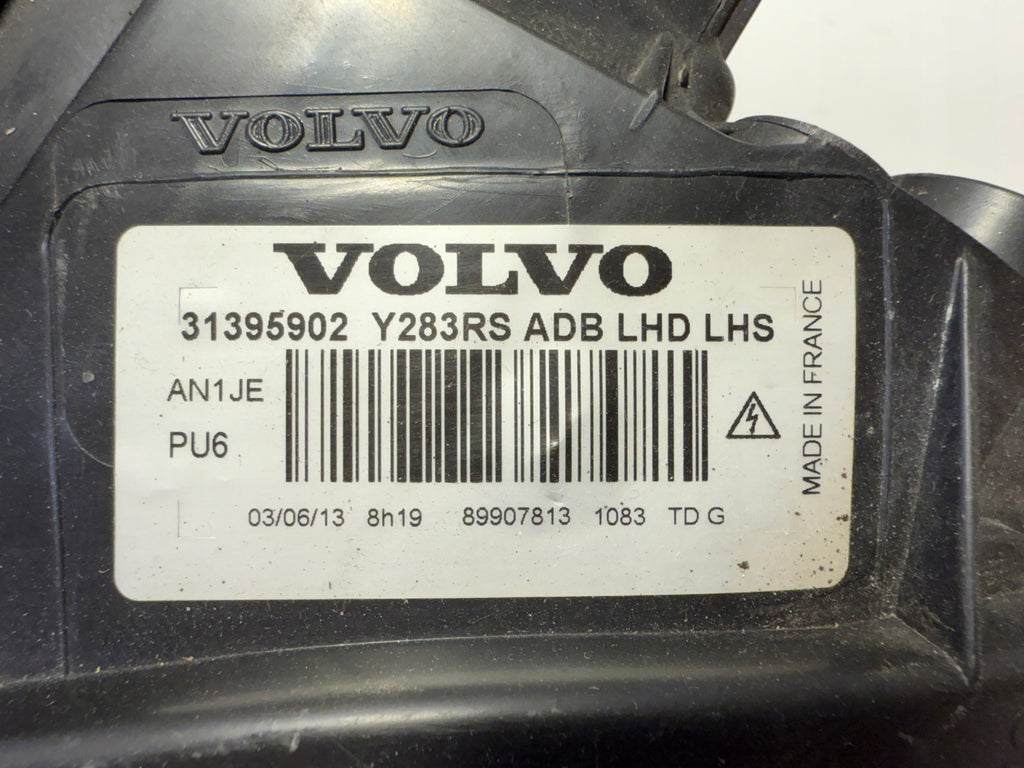 VOLVO
VOLVO
31395902 Y283RS ADB LHD LHS
AN1JE
PU6
03/06/13 8h19 89907813 1083 TD G
MADE IN FRANCE